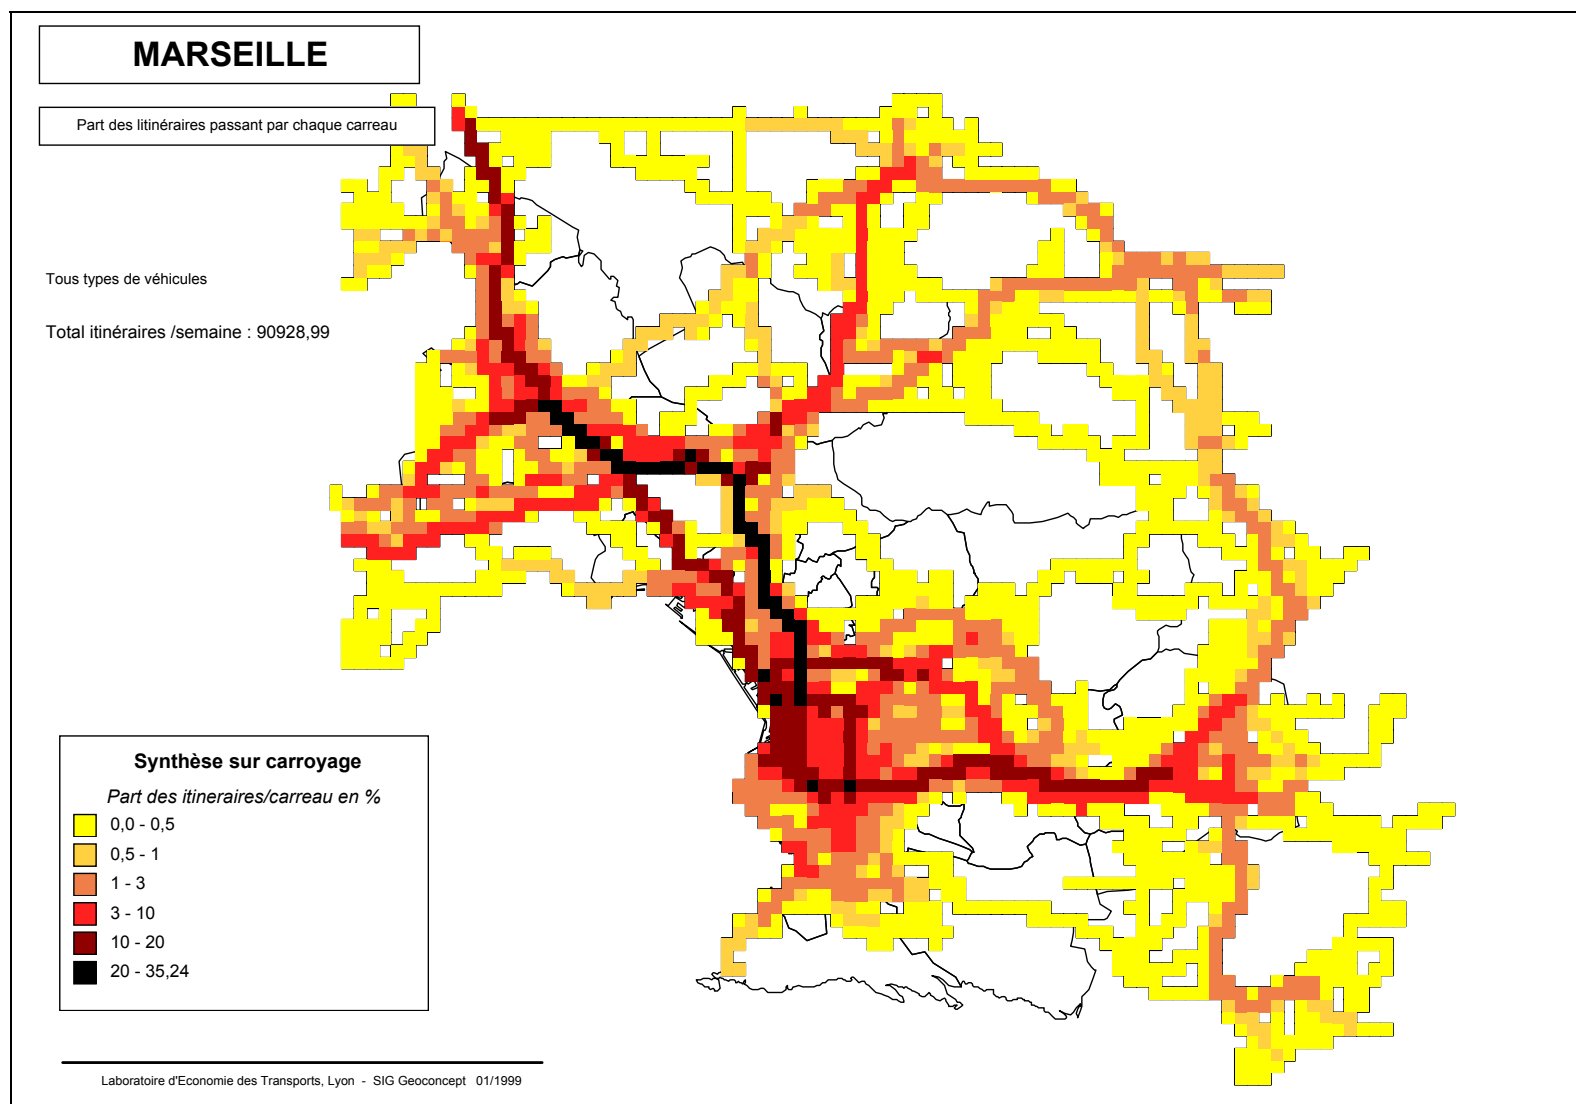 MARSEILLE
Part des litinéraires passant par chaque carreau
Tous types de véhicules
Total itinéraires /semaine : 90928,99
Synthèse sur carroyage
Part des itineraires/carreau en %
0,0 - 0,5
0,5 - 1
1 - 3
3 - 10
10 - 20
20 - 35,24
Laboratoire d'Economie des Transports, Lyon - SIG Geoconcept 01/1999